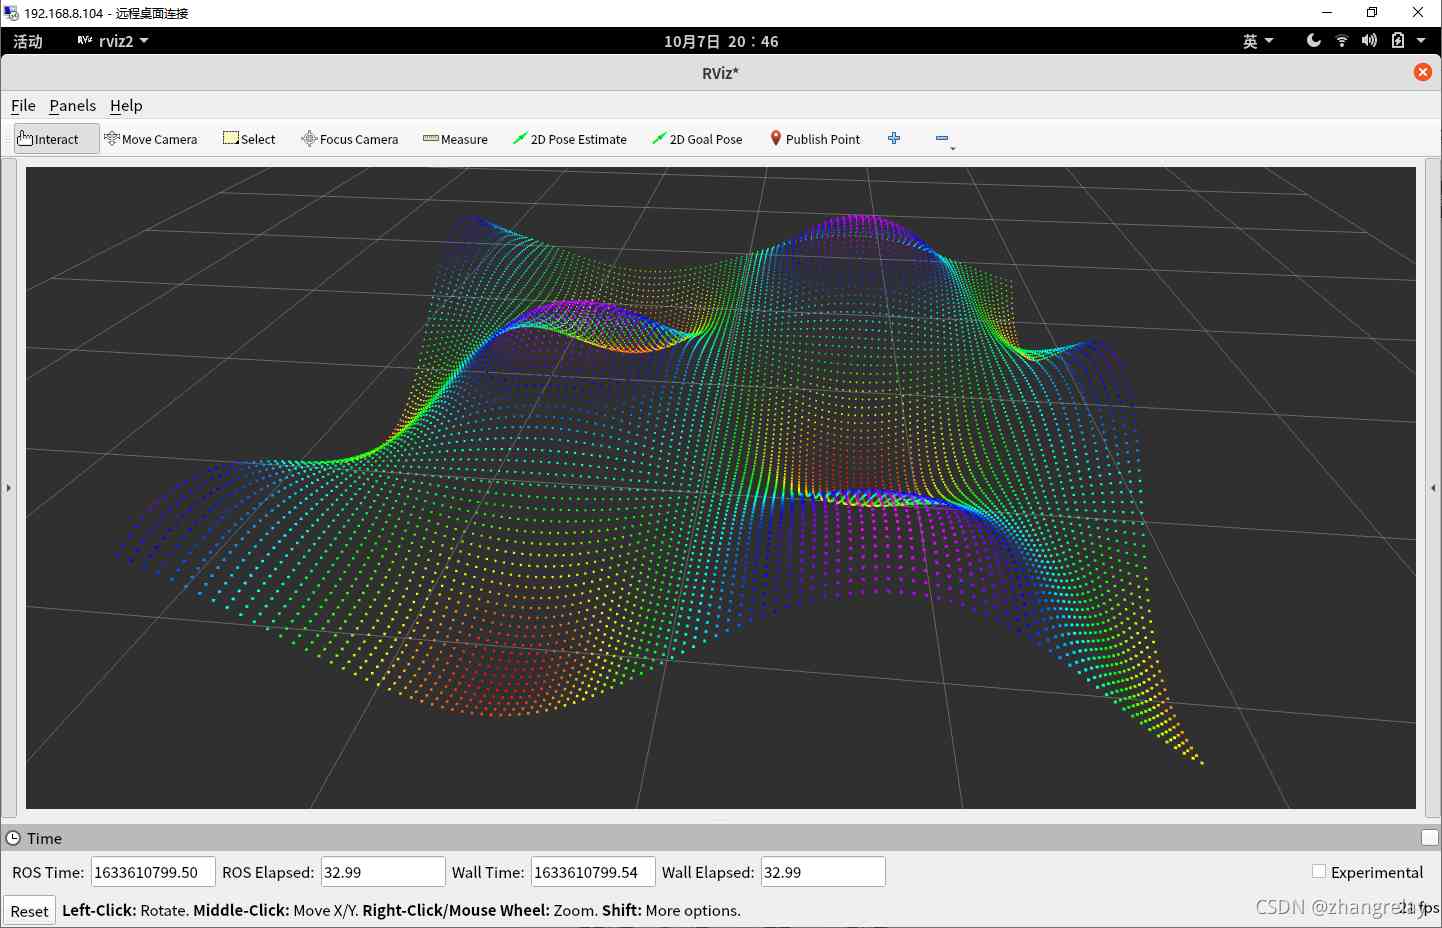 192.168.8.104 - 远程桌面连接
活动 RViz rviz2 10月7日 20：46 英
RViz*
File Panels Help
Interact Move Camera Select Focus Camera Measure 2D Pose Estimate 2D Goal Pose Publish Point
Time
ROS Time: 1633610799.50 ROS Elapsed: 32.99 Wall Time: 1633610799.54 Wall Elapsed: 32.99 Experimental
Reset Left-Click: Rotate. Middle-Click: Move X/Y. Right-Click/Mouse Wheel: Zoom. Shift: More options. fps
CSDN @zhangrelay